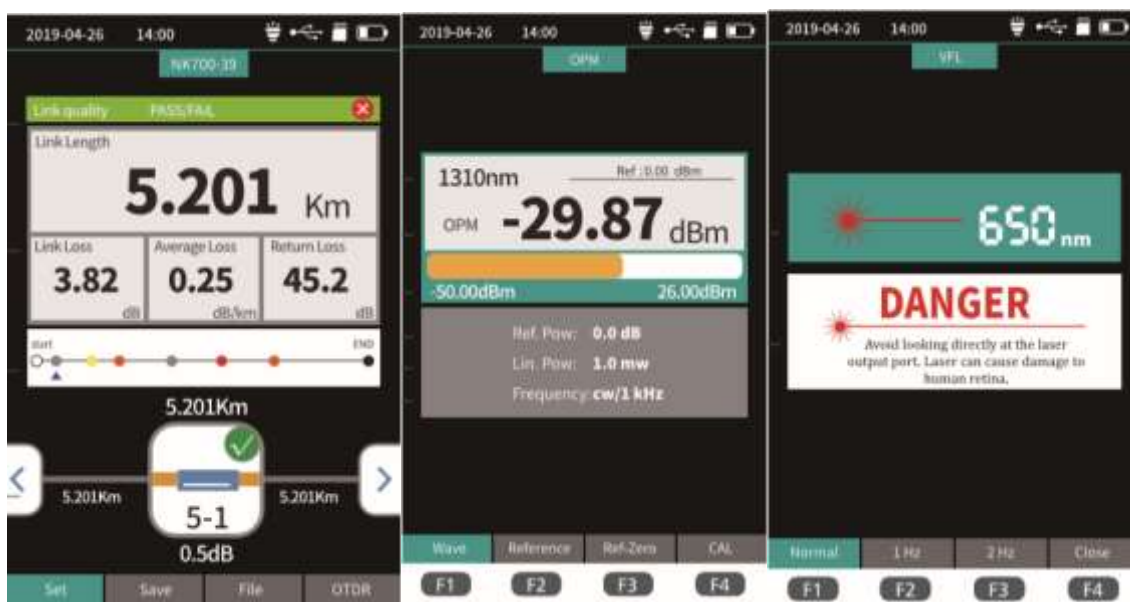 2019-04-26 14:00
NK700-39
Link quality PASS/FAIL
Link Length
5.201 Km
Link Loss Average Loss Return Loss
3.82 0.25 45.2
dB dB/km dB
start END
5.201Km
5.201Km 5.201Km
5-1
0.5dB
Set Save File OTDR
2019-04-26 14:00
OPM
1310nm Ref : 0.00 dBm
OPM -29.87 dBm
-50.00dBm 26.00dBm
Ref. Pow: 0.0 dB
Lin. Pow: 1.0 mw
Frequency: cw/1 kHz
Wave Reference Ref-Zero CAL
F1 F2 F3 F4
2019-04-26 14:00
VFL
650 nm
DANGER
Avoid looking directly at the laser
output port. Laser can cause damage to
human retina.
Normal 1 Hz 2 Hz Close
F1 F2 F3 F4